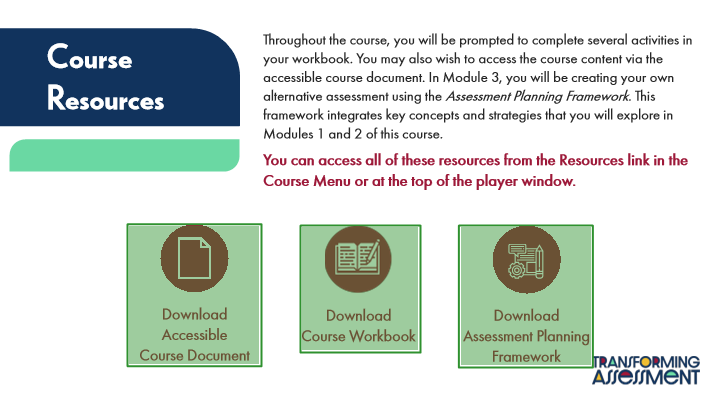 Course
Resources
Throughout the course, you will be prompted to complete several activities in
your workbook. You may also wish to access the course content via the
accessible course document. In Module 3, you will be creating your own
alternative assessment using the Assessment Planning Framework. This
framework integrates key concepts and strategies that you will explore in
Modules 1 and 2 of this course.
You can access all of these resources from the Resources link in the
Course Menu or at the top of the player window.
Download
Accessible
Course Document
Download
Course Workbook
Download
Assessment Planning
Framework
TRANSFORMING
ASSESSMENT